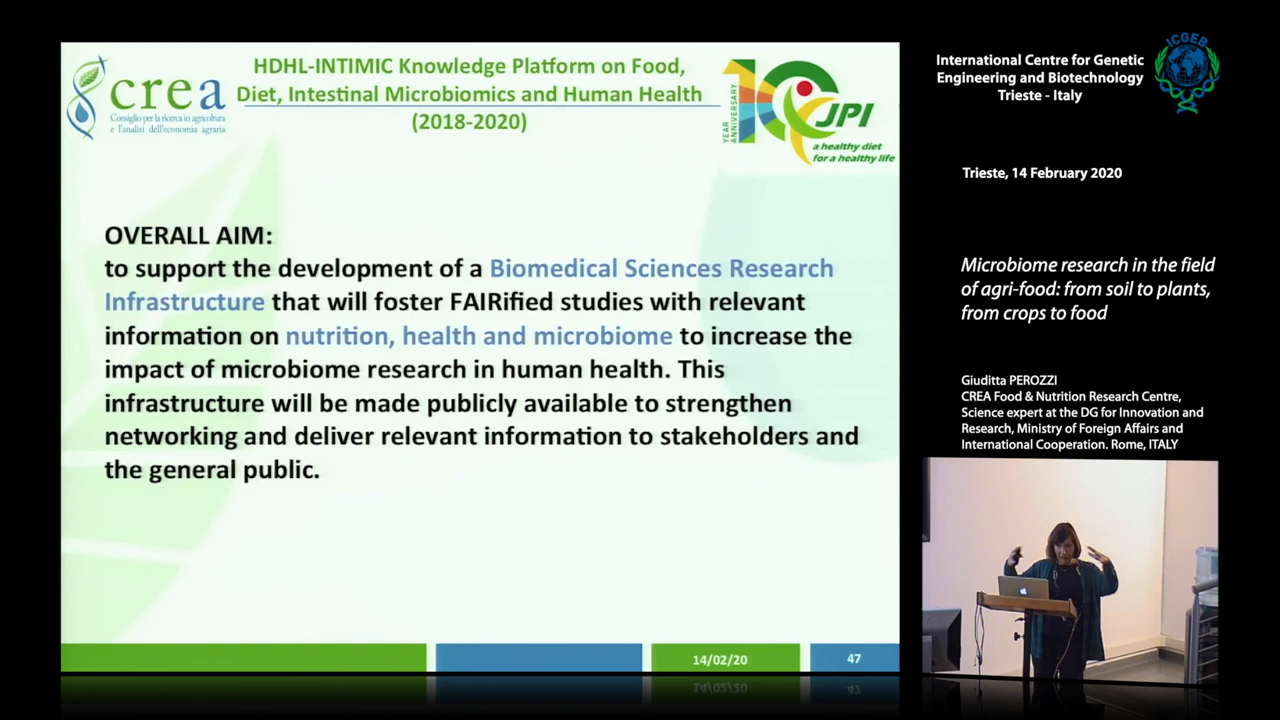 crea
Consiglio per la ricerca in agricoltura
e l'analisi dell'economia agraria
HDHL-INTIMIC Knowledge Platform on Food,
Diet, Intestinal Microbiomics and Human Health
(2018-2020)
YEAR
ANNIVERSARY
10
JPI
a healthy diet
for a healthy life
OVERALL AIM:
to support the development of a Biomedical Sciences Research
Infrastructure that will foster FAIRified studies with relevant
information on nutrition, health and microbiome to increase the
impact of microbiome research in human health. This
infrastructure will be made publicly available to strengthen
networking and deliver relevant information to stakeholders and
the general public.
14/02/20
47
International Centre for Genetic
Engineering and Biotechnology
Trieste - Italy
ICGEB
Trieste, 14 February 2020
Microbiome research in the field
of agri-food: from soil to plants,
from crops to food
Giuditta PEROZZI
CREA Food & Nutrition Research Centre,
Science expert at the DG for Innovation and
Research, Ministry of Foreign Affairs and
International Cooperation. Rome, ITALY